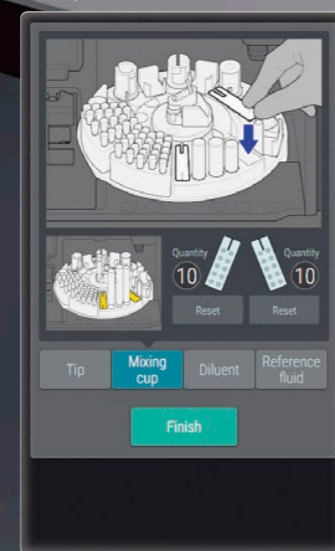 Quantity
10
Reset
Quantity
10
Reset
Tip
Mixing
cup
Diluent
Reference
fluid
Finish